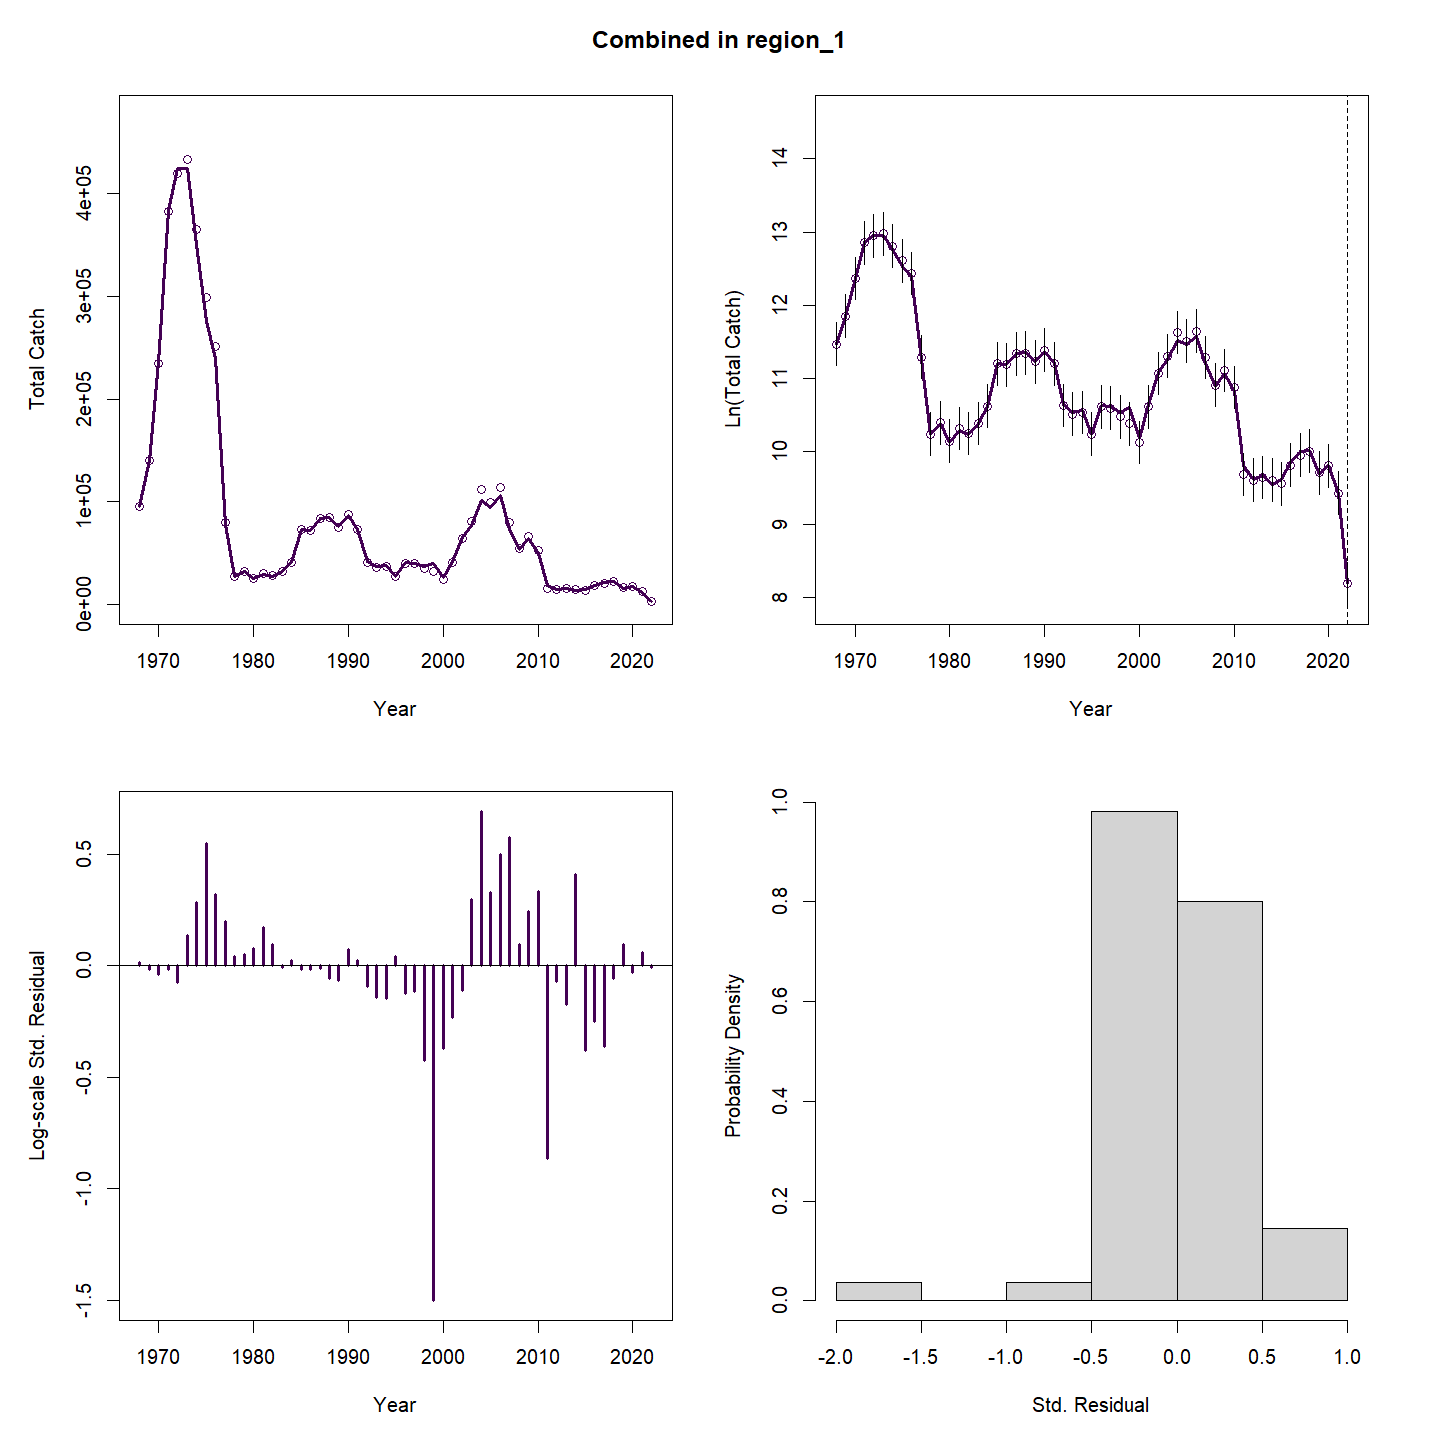 Combined in region_1
Total Catch
4e+05
3e+05
2e+05
1e+05
0e+00
1970 1980 1990 2000 2010 2020
Year
Ln(Total Catch)
14
13
12
11
10
9
8
1970 1980 1990 2000 2010 2020
Year
Log-scale Std. Residual
0.5
0.0
-0.5
-1.0
-1.5
1970 1980 1990 2000 2010 2020
Year
Probability Density
1.0
0.8
0.6
0.4
0.2
0.0
-2.0 -1.5 -1.0 -0.5 0.0 0.5 1.0
Std. Residual